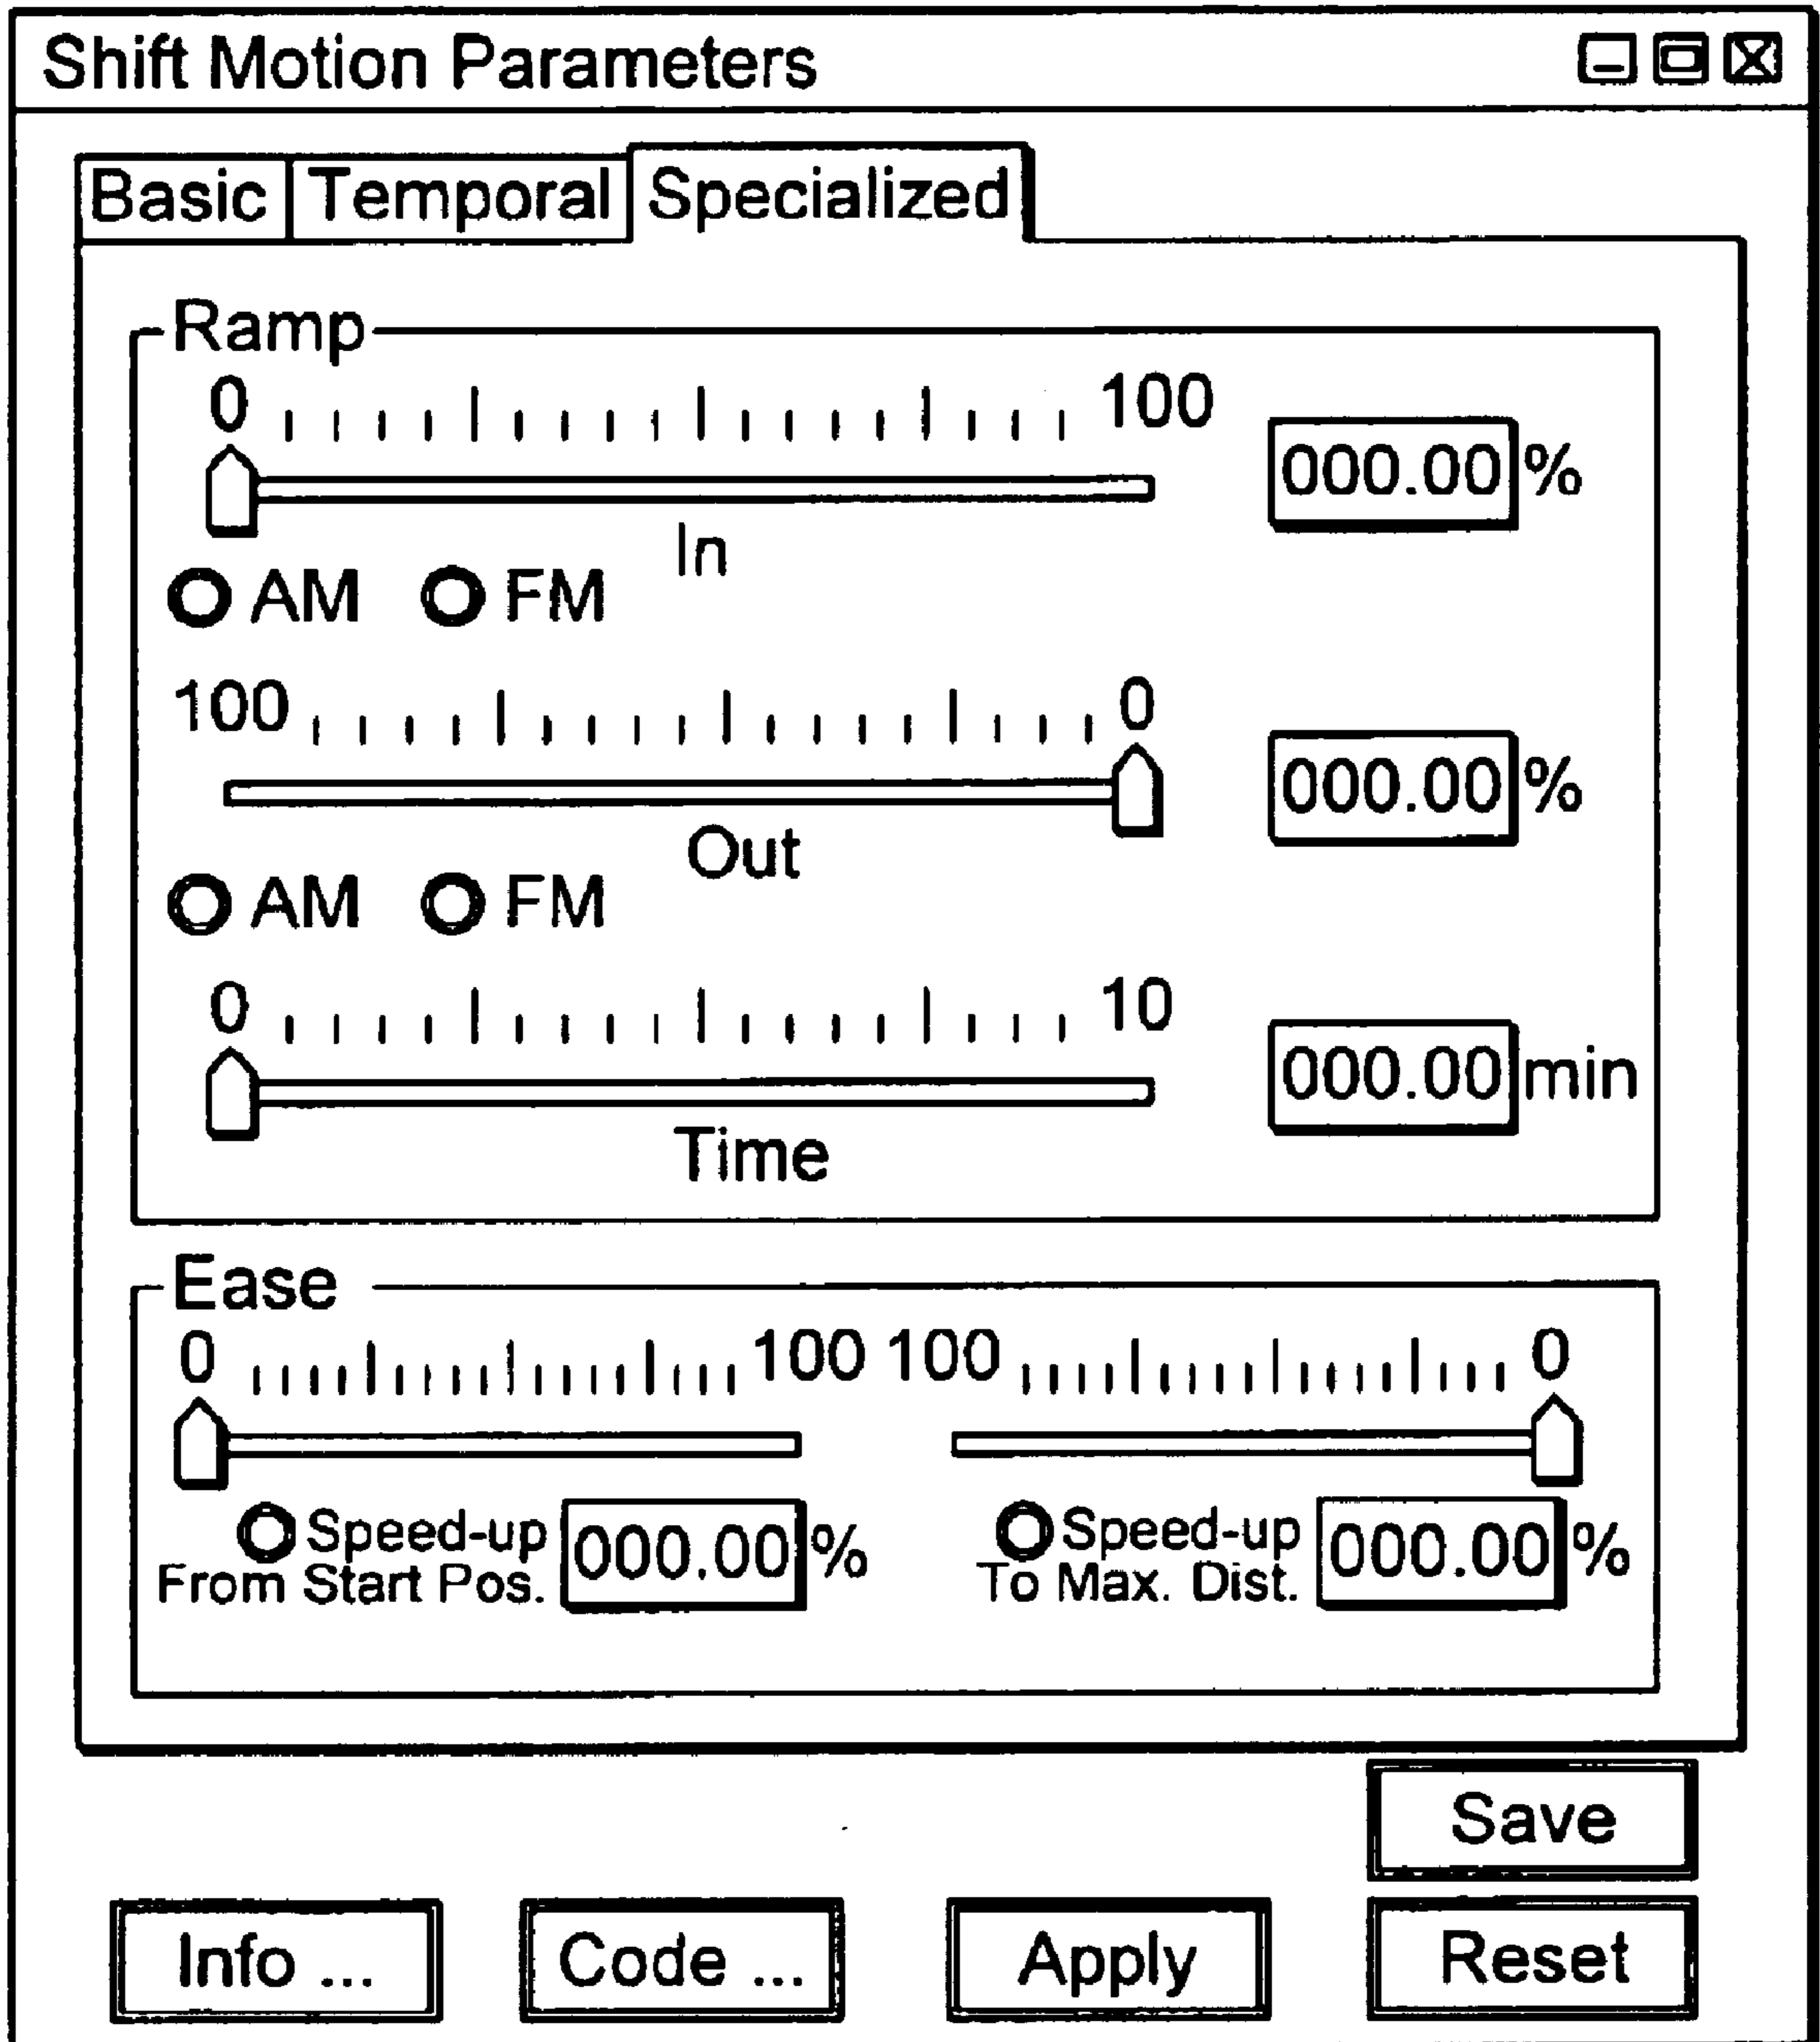 Shift Motion Parameters
Basic Temporal Specialized
Ramp
0 100
000.00 %
In
AM FM
100 0
000.00 %
Out
AM FM
0 10
000.00 min
Time
Ease
0 100 100 0
Speed-up 000.00 % Speed-up 000.00 %
From Start Pos. To Max. Dist.
Save
Info ... Code ... Apply Reset